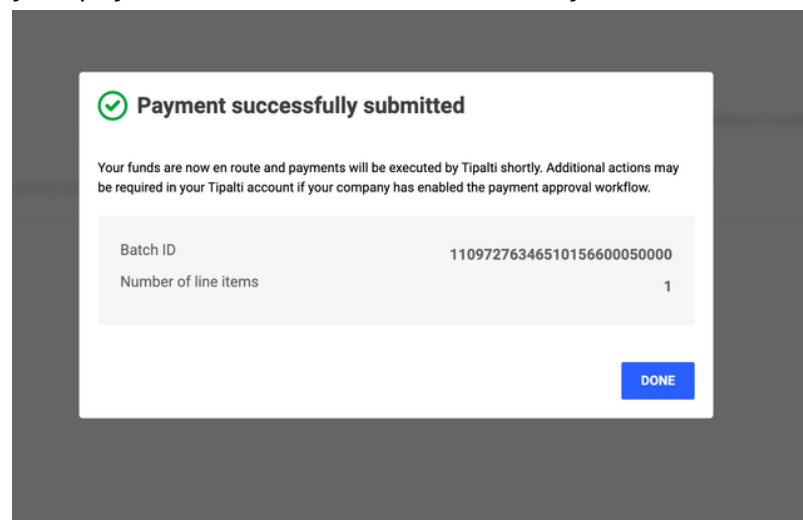 Payment successfully submitted
Your funds are now en route and payments will be executed by Tipalti shortly. Additional actions may
be required in your Tipalti account if your company has enabled the payment approval workflow.
Batch ID 11097276346510156600050000
Number of line items 1
DONE